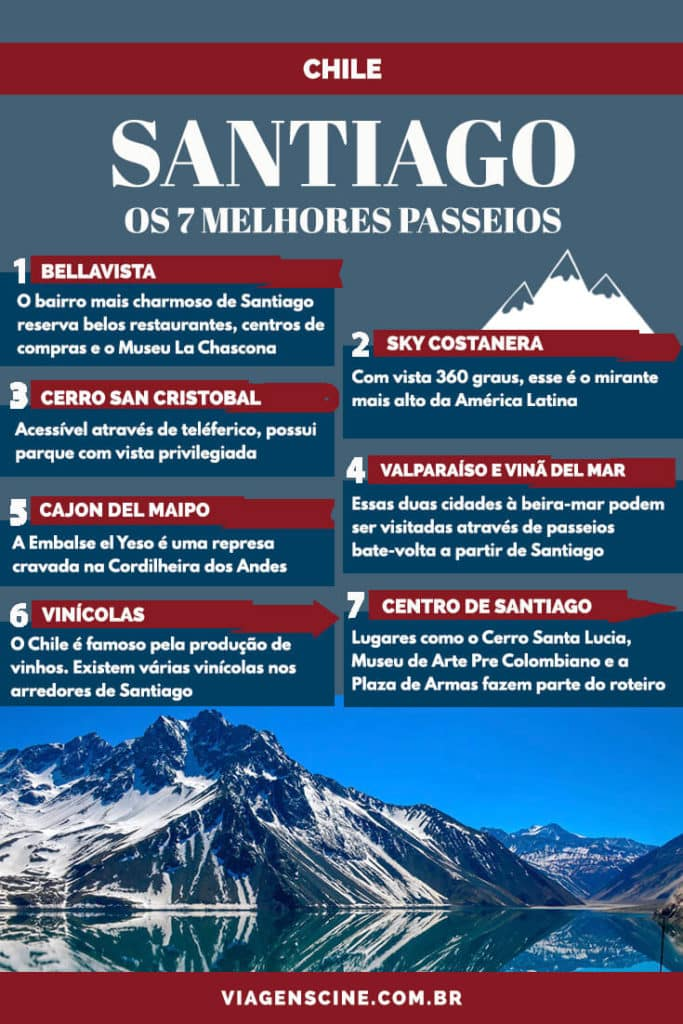 CHILE
SANTIAGO
OS 7 MELHORES PASSEIOS
1 BELLAVISTA
O bairro mais charmoso de Santiago
reserva belos restaurantes, centros de
compras e o Museu La Chascona
2 SKY COSTANERA
Com vista 360 graus, esse é o mirante
mais alto da América Latina
3 CERRO SAN CRISTOBAL
Acessível através de teléferico, possui
parque com vista privilegiada
4 VALPARAÍSO E VINÃ DEL MAR
Essas duas cidades à beira-mar podem
ser visitadas através de passeios
bate-volta a partir de Santiago
5 CAJON DEL MAIPO
A Embalse el Yeso é uma represa
cravada na Cordilheira dos Andes
6 VINÍCOLAS
O Chile é famoso pela produção de
vinhos. Existem várias vinícolas nos
arredores de Santiago
7 CENTRO DE SANTIAGO
Lugares como o Cerro Santa Lucia,
Museu de Arte Pre Colombiano e a
Plaza de Armas fazem parte do roteiro
VIAGENSCINE.COM.BR